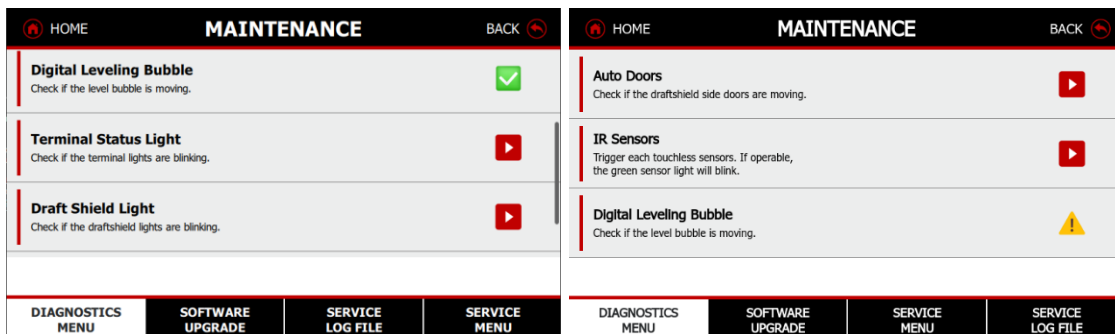 HOME MAINTENANCE BACK
Digital Leveling Bubble
Check if the level bubble is moving.
Terminal Status Light
Check if the terminal lights are blinking.
Draft Shield Light
Check if the draftshield lights are blinking.
DIAGNOSTICS MENU
SOFTWARE UPGRADE
SERVICE LOG FILE
SERVICE MENU
HOME MAINTENANCE BACK
Auto Doors
Check if the draftshield side doors are moving.
IR Sensors
Trigger each touchless sensors. If operable,
the green sensor light will blink.
Digital Leveling Bubble
Check if the level bubble is moving.
DIAGNOSTICS MENU
SOFTWARE UPGRADE
SERVICE MENU
SERVICE LOG FILE